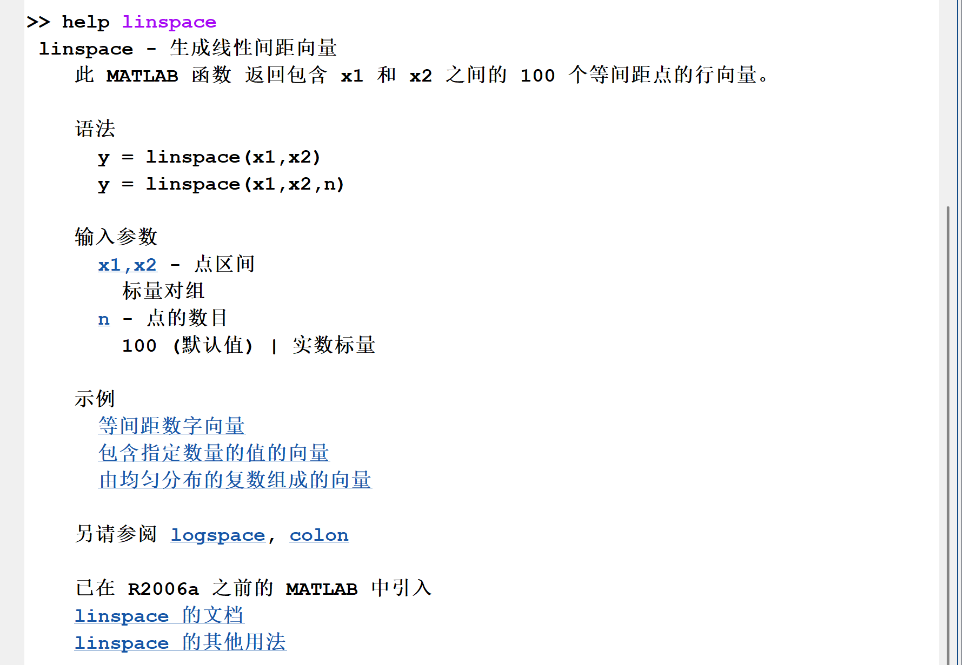 >> help linspace
linspace - 生成线性间距向量
此 MATLAB 函数 返回包含 x1 和 x2 之间的 100 个等间距点的行向量。
语法
y = linspace(x1,x2)
y = linspace(x1,x2,n)
输入参数
x1,x2 - 点区间
标量对组
n - 点的数目
100 (默认值) | 实数标量
示例
等间距数字向量
包含指定数量的值的向量
由均匀分布的复数组成的向量
另请参阅 logspace, colon
已在 R2006a 之前的 MATLAB 中引入
linspace 的文档
linspace 的其他用法